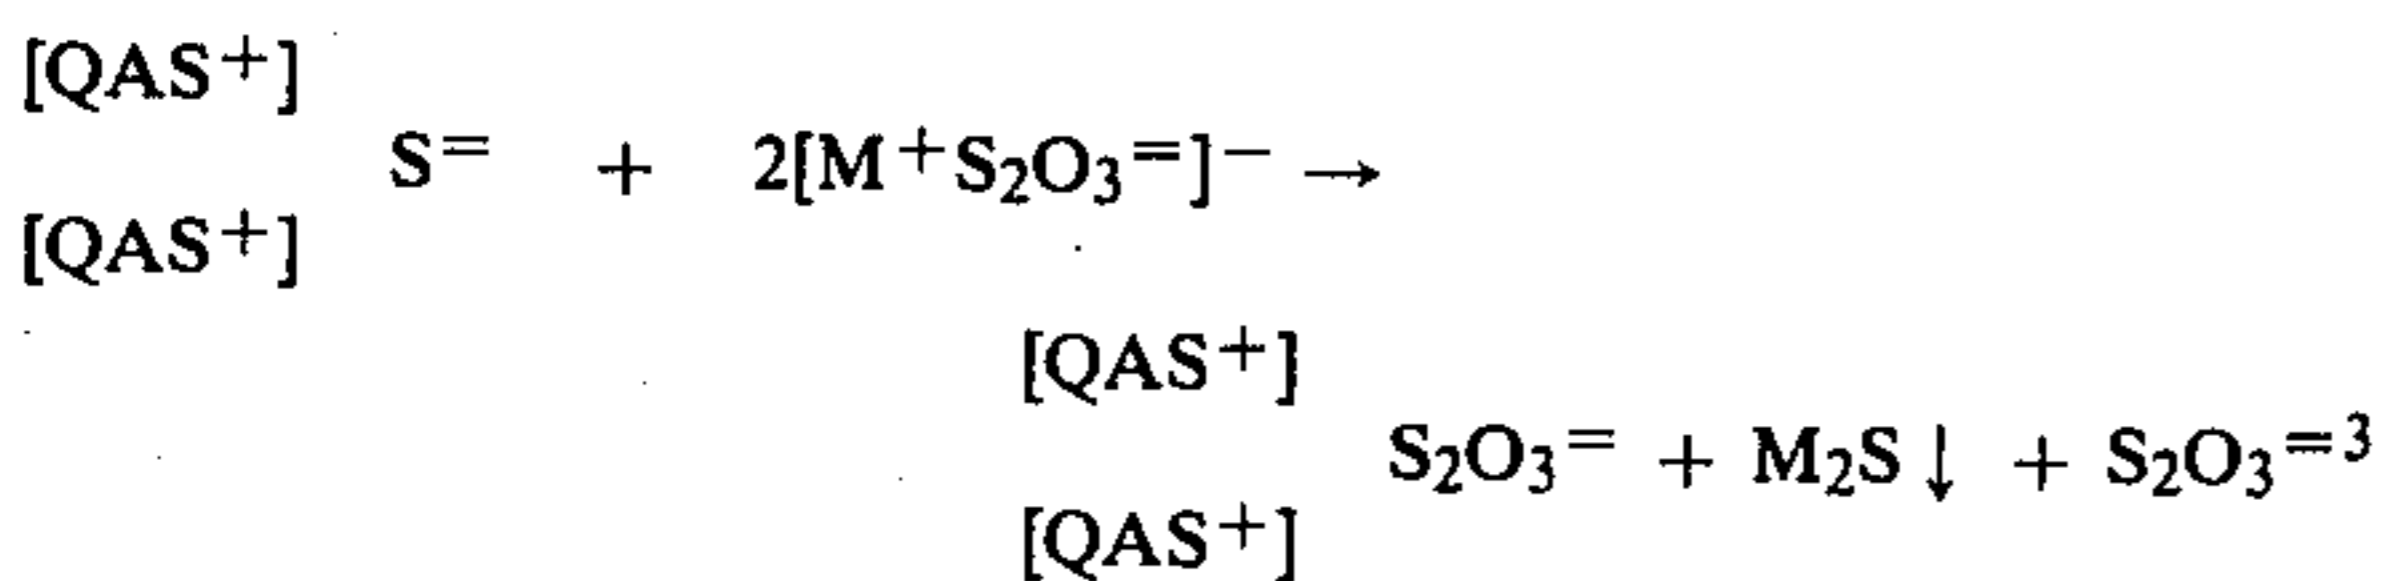 [QAS+]
S= + 2[M+S2O3=]− →
[QAS+]
[QAS+]
S2O3= + M2S↓ + S2O3=3
[QAS+]